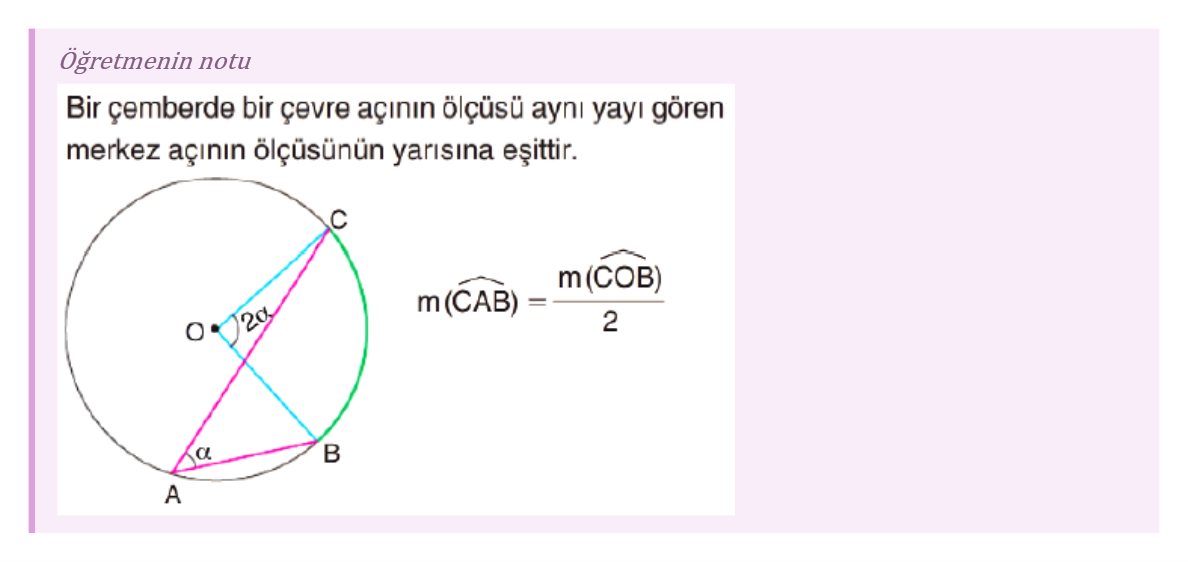 Öğretmenin notu
Bir çemberde bir çevre açının ölçüsü aynı yayı gören
merkez açının ölçüsünün yarısına eşittir.
C
O
2α
m(CAB) = m(COB) / 2
α
B
A